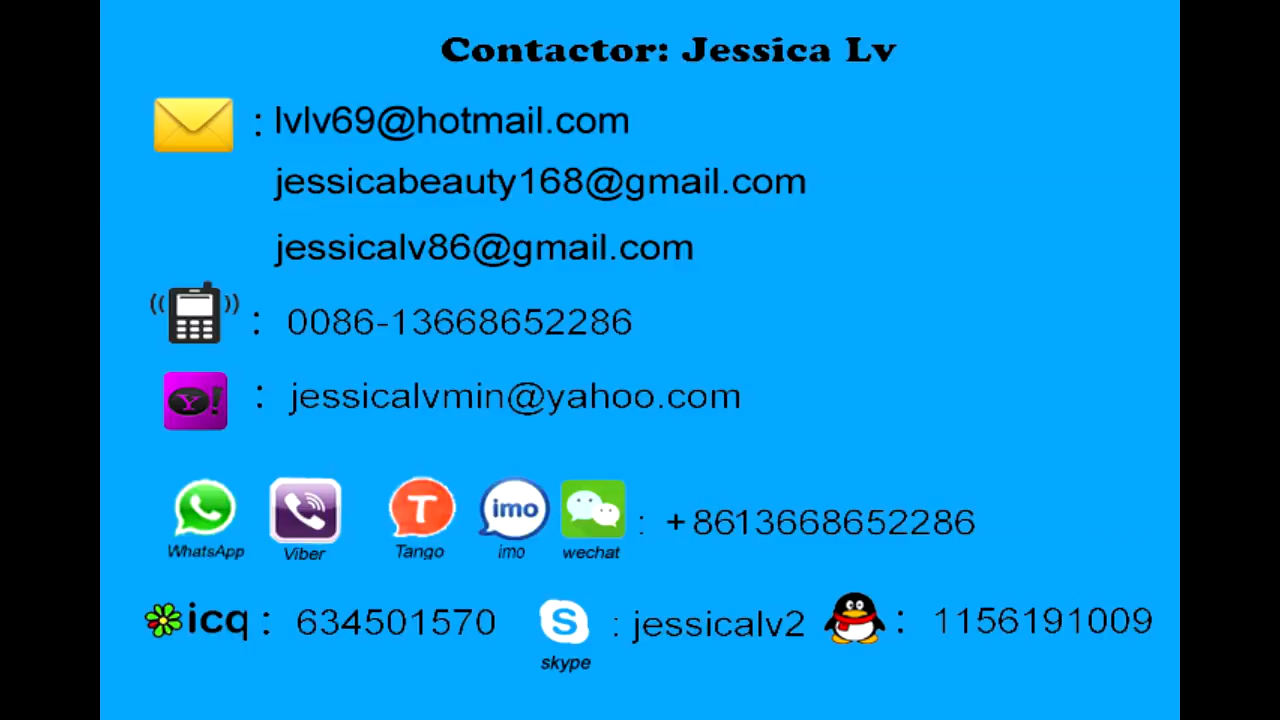 Contactor: Jessica Lv
: lvlv69@hotmail.com
jessicabeauty168@gmail.com
jessicalv86@gmail.com
: 0086-13668652286
Y! : jessicalvmin@yahoo.com
T imo : +8613668652286
WhatsApp Viber Tango imo wechat
icq : 634501570 S : jessicalv2 : 1156191009
skype